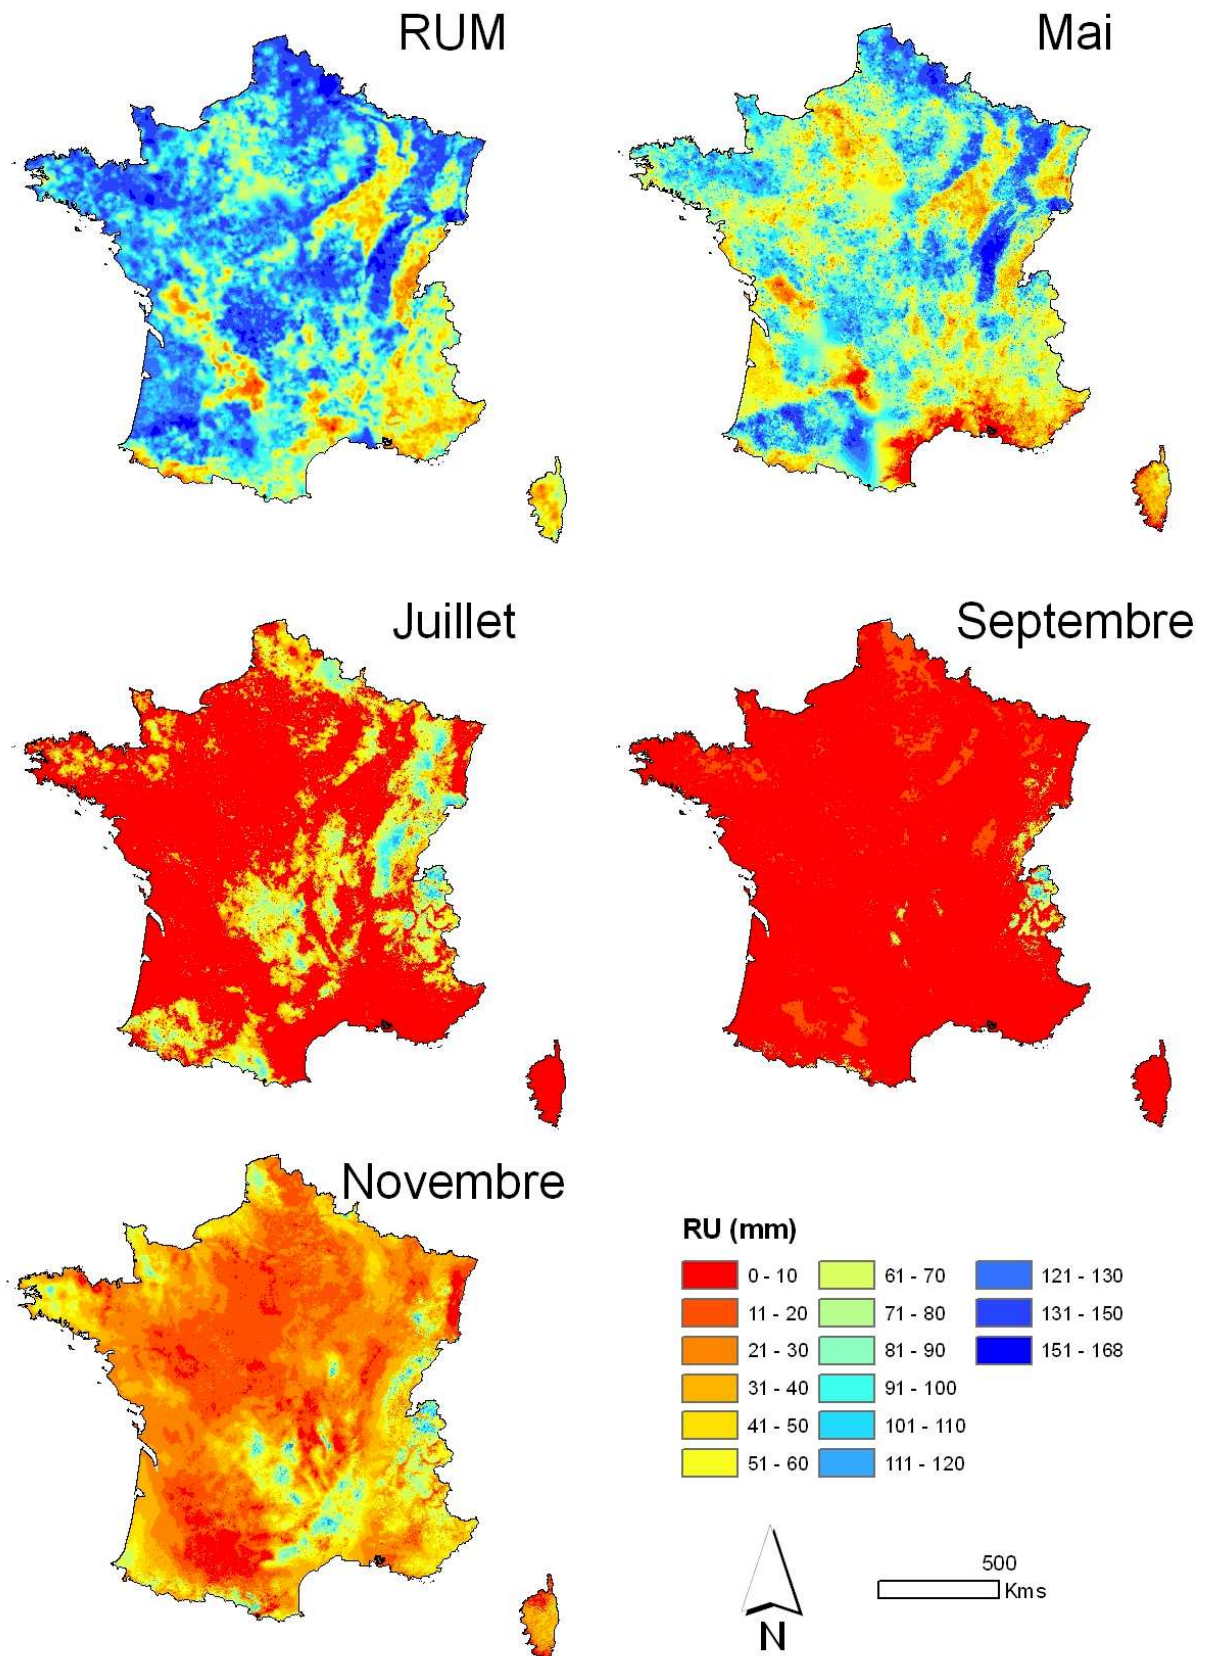 RUM
Mai
Juillet
Septembre
Novembre
RU (mm)
0 - 10
11 - 20
21 - 30
31 - 40
41 - 50
51 - 60
61 - 70
71 - 80
81 - 90
91 - 100
101 - 110
111 - 120
121 - 130
131 - 150
151 - 168
N
500
Kms